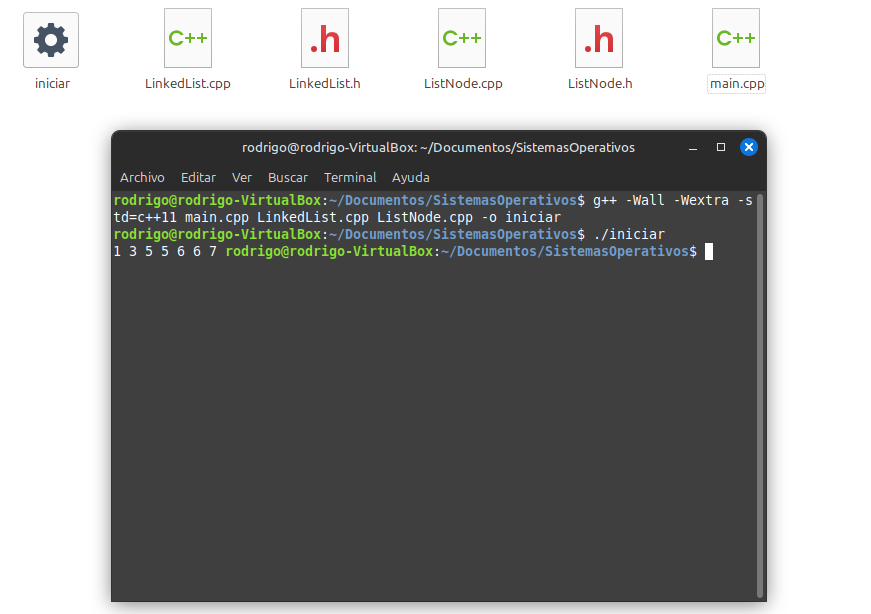 C++ .h C++ .h C++
iniciar LinkedList.cpp LinkedList.h ListNode.cpp ListNode.h main.cpp
rodrigo@rodrigo-VirtualBox: ~/Documentos/SistemasOperativos
Archivo Editar Ver Buscar Terminal Ayuda
rodrigo@rodrigo-VirtualBox:~/Documentos/SistemasOperativos$ g++ -Wall -Wextra -s
td=c++11 main.cpp LinkedList.cpp ListNode.cpp -o iniciar
rodrigo@rodrigo-VirtualBox:~/Documentos/SistemasOperativos$ ./iniciar
1 3 5 5 6 6 7 rodrigo@rodrigo-VirtualBox:~/Documentos/SistemasOperativos$